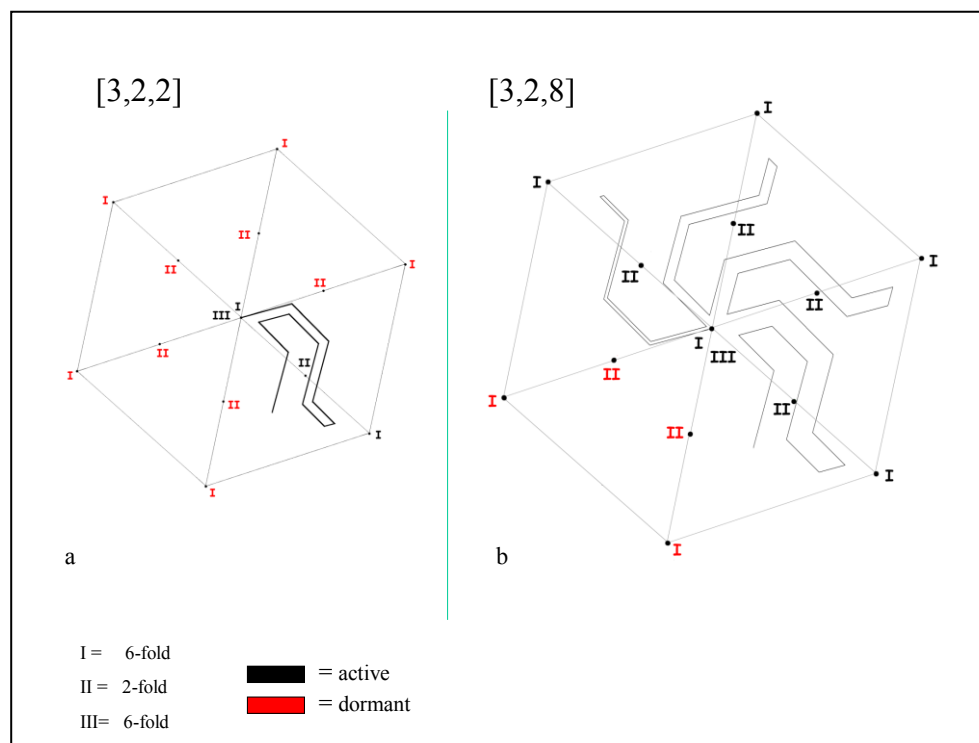 [3,2,2]
I
I
II
II
II
I
I
III
II
II
I
II
I
I
a
[3,2,8]
I
I
II
II
I
II
I
III
II
I
II
II
I
I
b
I = 6-fold
II = 2-fold
III= 6-fold
= active
= dormant